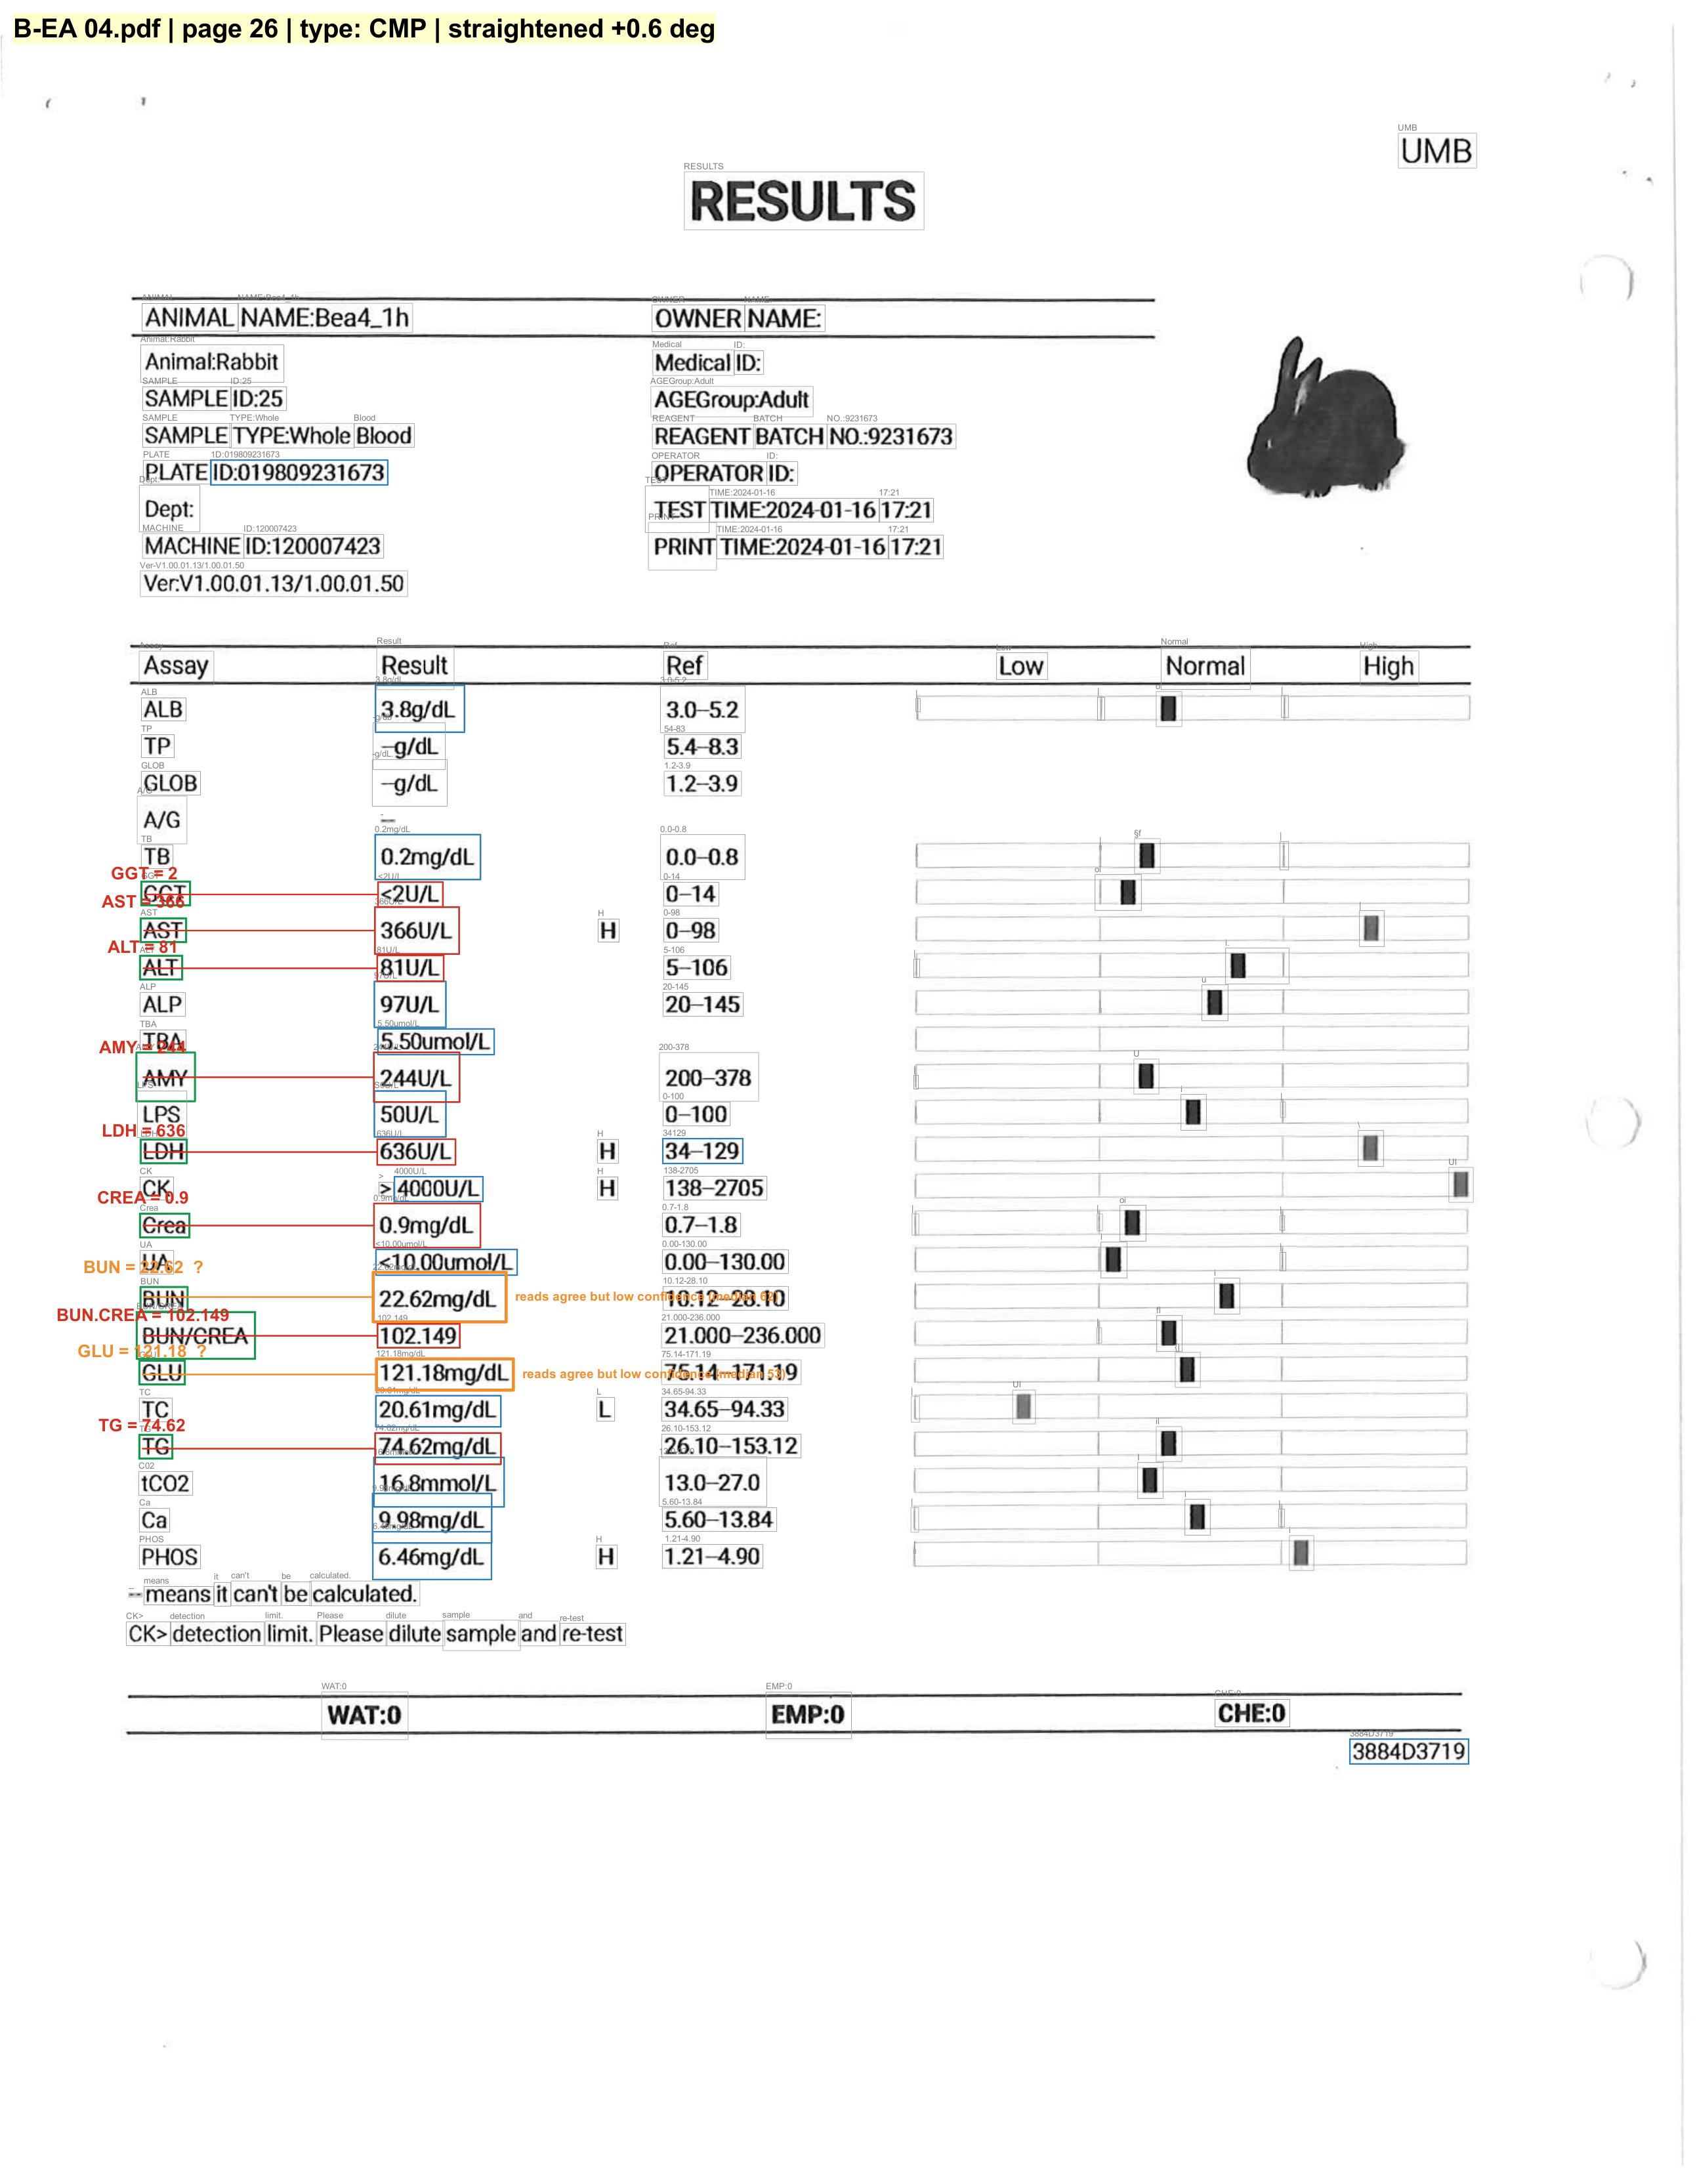 B-EA 04.pdf | page 26 | type: CMP | straightened +0.6 deg
UMB
RESULTS
ANIMAL NAME:Bea4_1h OWNER NAME:
Animal:Rabbit Medical ID:
SAMPLE ID:25 AGEGroup:Adult
SAMPLE TYPE:Whole Blood REAGENT BATCH NO.:9231673
PLATE ID:019809231673 OPERATOR ID:
Dept: TEST TIME:2024-01-16 17:21
MACHINE ID:120007423 PRINT TIME:2024-01-16 17:21
Ver:V1.00.01.13/1.00.01.50
Assay Result Ref Low Normal High
ALB 3.8g/dL 3.0–5.2
TP --g/dL 5.4–8.3
GLOB --g/dL 1.2–3.9
A/G --
TB 0.2mg/dL 0.0–0.8
GGT = 2
GGT <2U/L 0–14
AST = 366
AST 366U/L H 0–98
ALT = 81
ALT 81U/L 5–106
ALP 97U/L 20–145
TBA 5.50umol/L
AMY = 244
AMY 244U/L 200–378
LPS 50U/L 0–100
LDH = 636
LDH 636U/L H 34–129
CK >4000U/L H 138–2705
CREA = 0.9
Crea 0.9mg/dL 0.7–1.8
UA <10.00umol/L 0.00–130.00
BUN = 22.62 ?
BUN 22.62mg/dL reads agree but low confidence (median 62) 10.12–28.10
BUN.CREA = 102.149
BUN/CREA 102.149 21.000–236.000
GLU = 121.18 ?
GLU 121.18mg/dL reads agree but low confidence (median 53) 75.14–171.19
TC 20.61mg/dL L 34.65–94.33
TG = 74.62
TG 74.62mg/dL 26.10–153.12
tCO2 16.8mmol/L 13.0–27.0
Ca 9.98mg/dL 5.60–13.84
PHOS 6.46mg/dL H 1.21–4.90
-- means it can't be calculated.
CK> detection limit. Please dilute sample and re-test
WAT:0 EMP:0 CHE:0
3884D3719